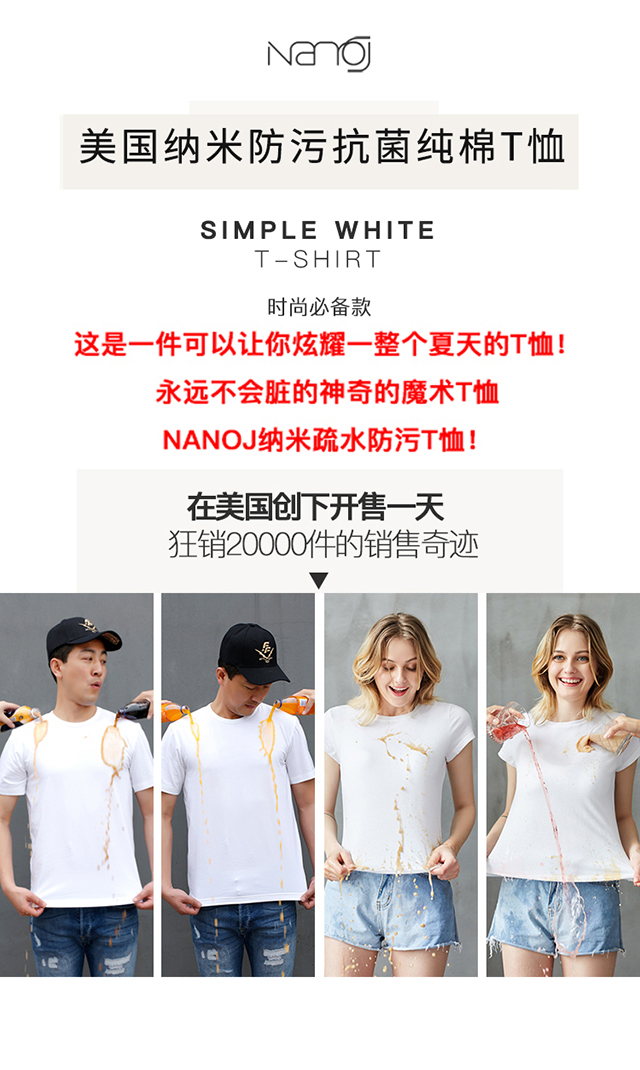 Nanoj
美国纳米防污抗菌纯棉T恤
SIMPLE WHITE
T-SHIRT
时尚必备款
这是一件可以让你炫耀一整个夏天的T恤!
永远不会脏的神奇的魔术T恤
NANOJ纳米疏水防污T恤!
在美国创下开售一天
狂销20000件的销售奇迹